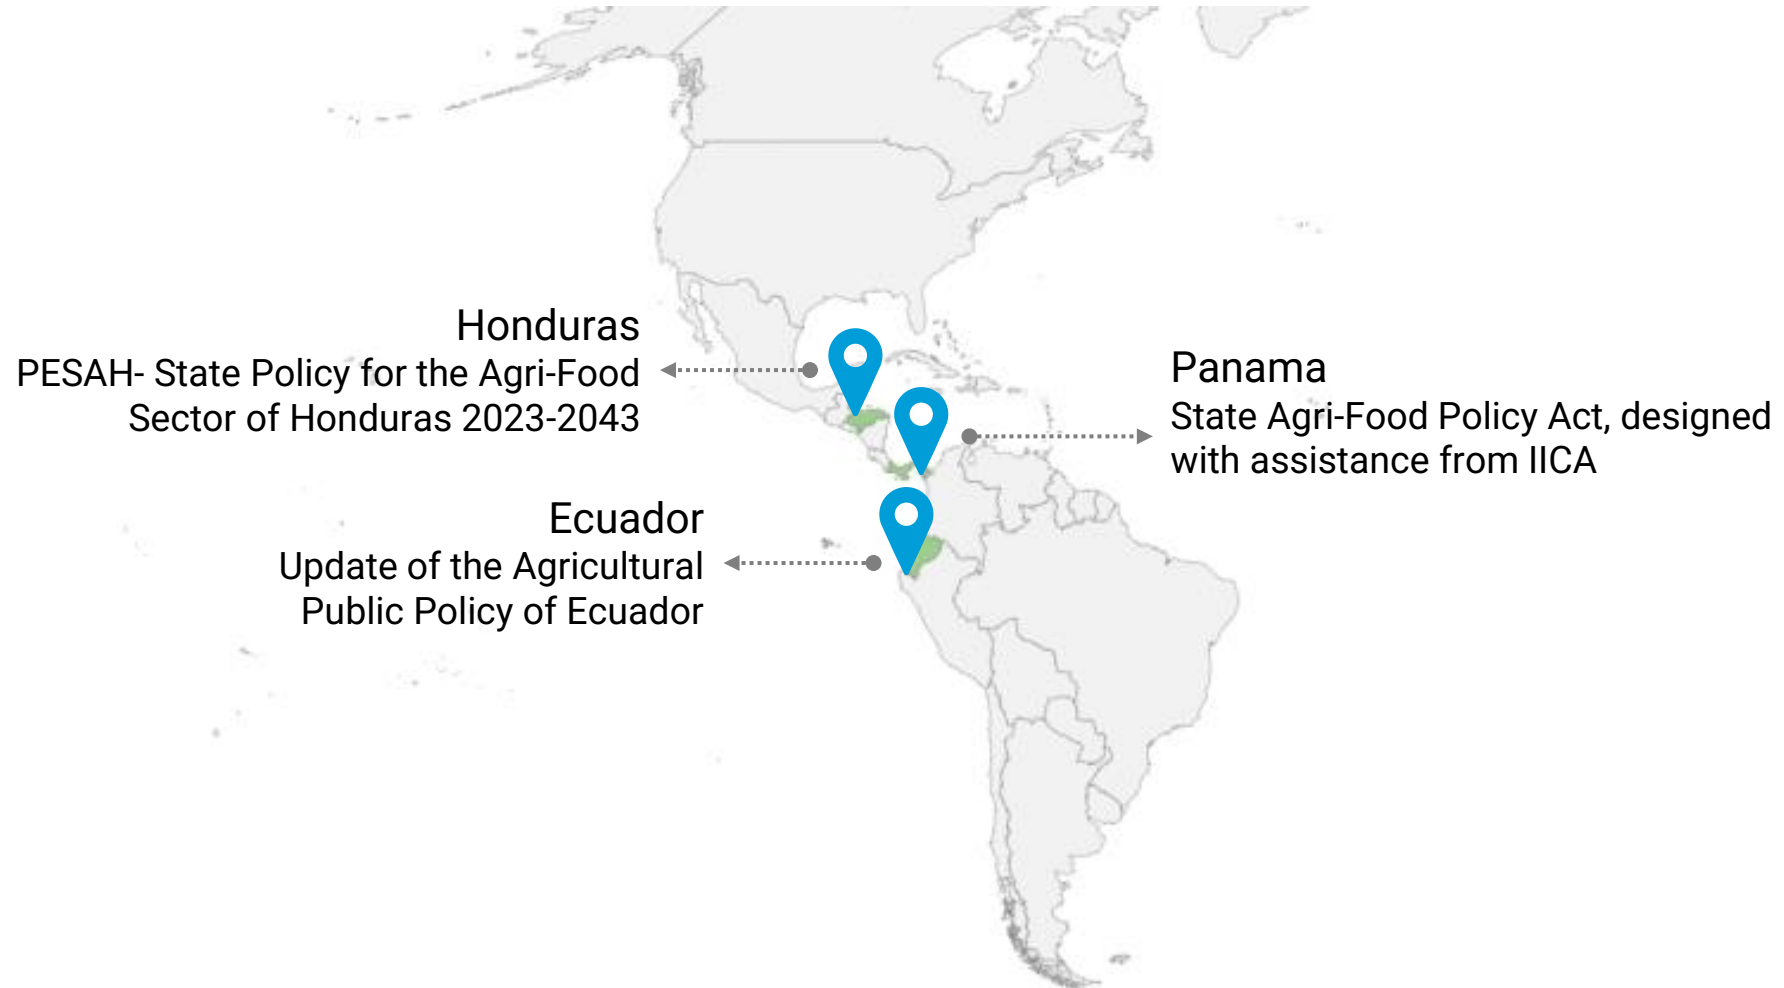 Honduras
PESAH- State Policy for the Agri-Food
Sector of Honduras 2023-2043
Panama
State Agri-Food Policy Act, designed
with assistance from IICA
Ecuador
Update of the Agricultural
Public Policy of Ecuador